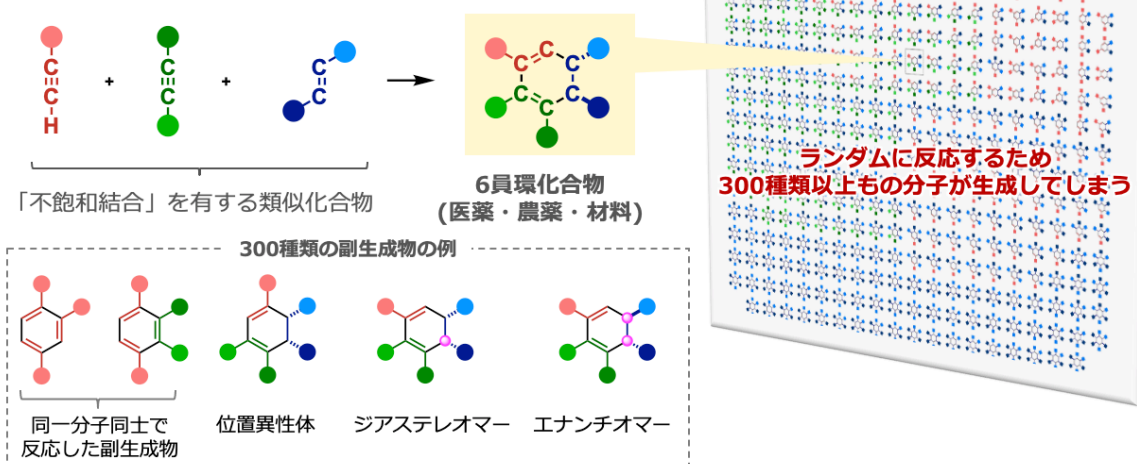 C
C
H
+
C
C
+
C
C
C
C
C
C
C
C
「不飽和結合」を有する類似化合物
6員環化合物
(医薬・農薬・材料)
ランダムに反応するため
300種類以上もの分子が生成してしまう
300種類の副生成物の例
同一分子同士で
反応した副生成物
位置異性体
ジアステレオマー
エナンチオマー